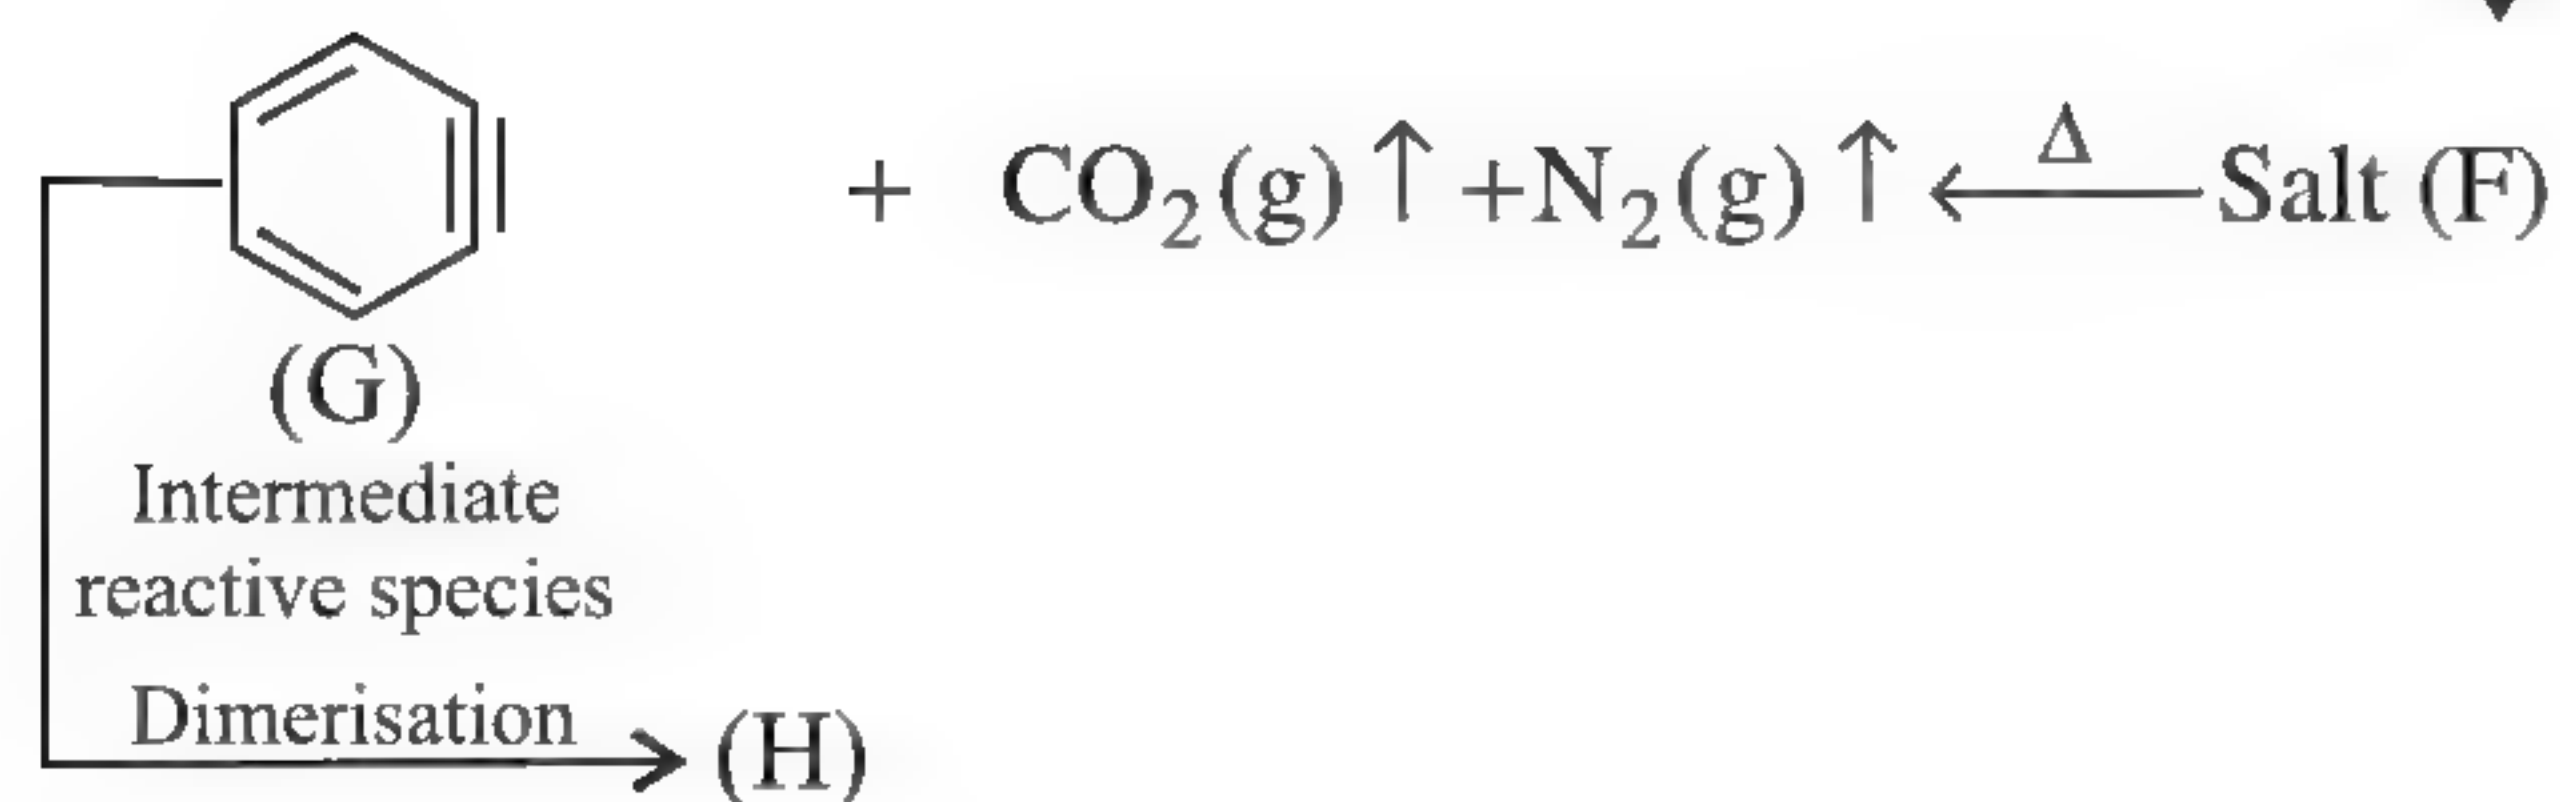 + CO₂(g)↑ +N₂(g)↑ ←Δ Salt (F)
(G)
Intermediate
reactive species
Dimerisation
(H)